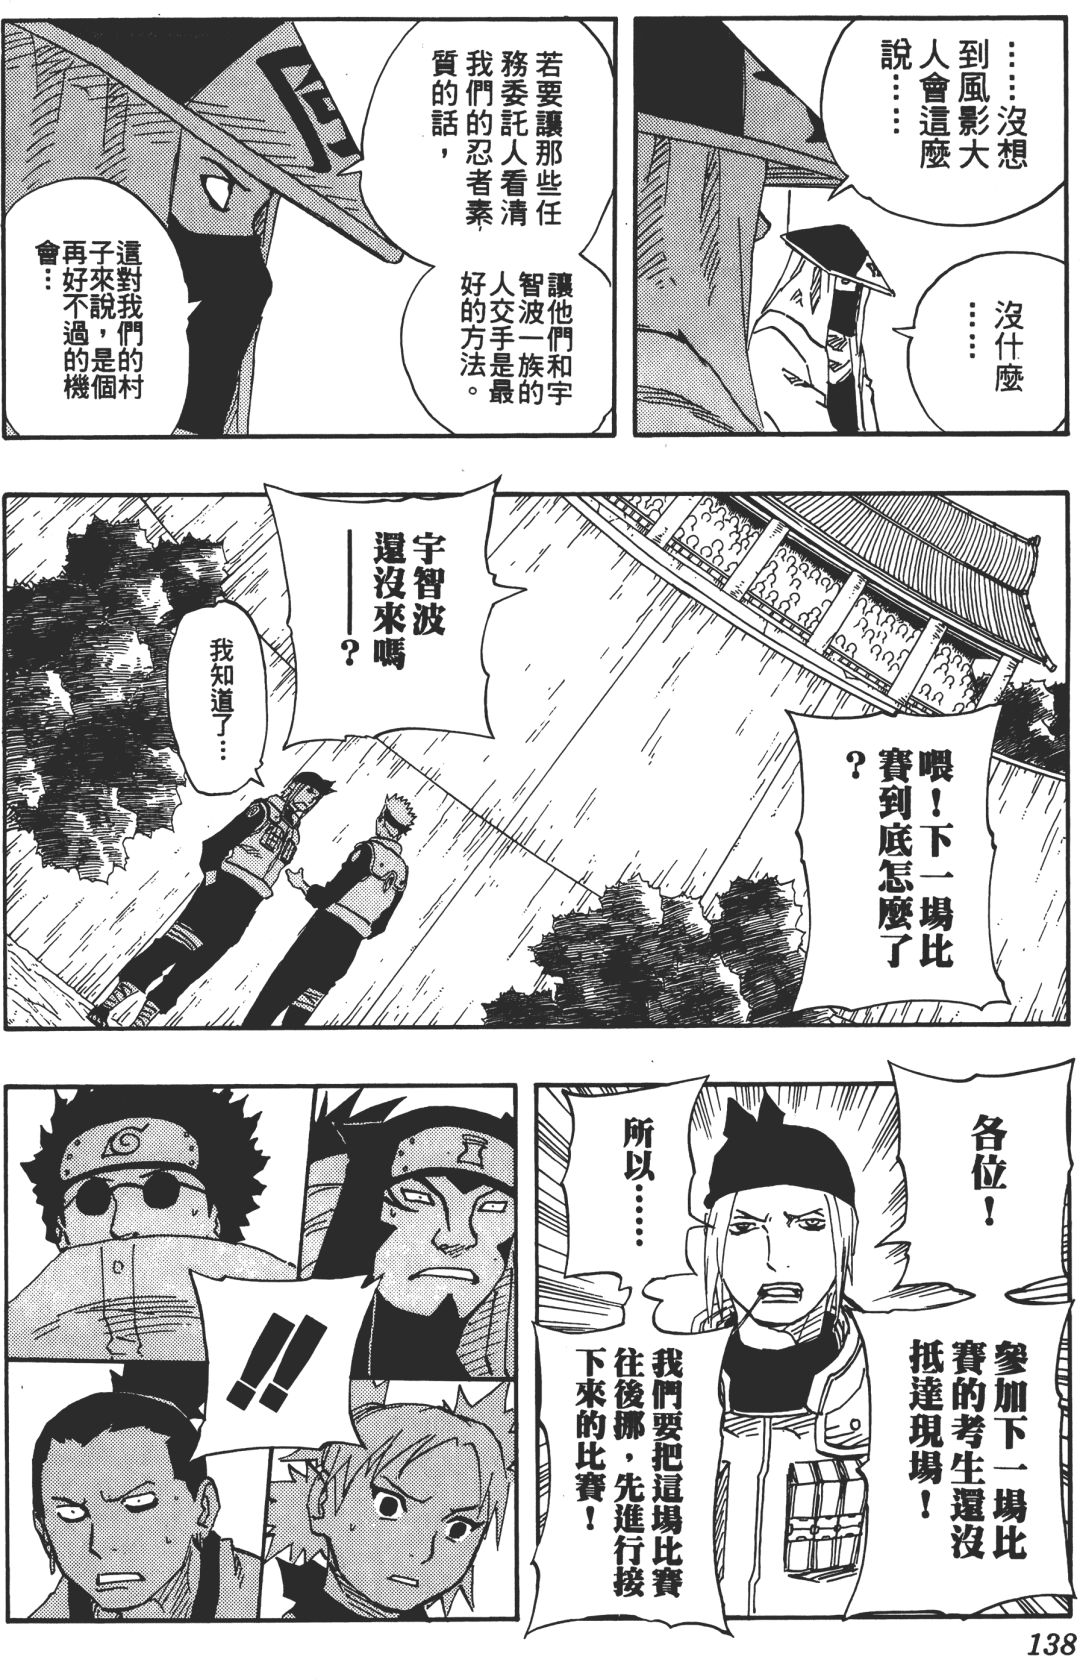 ……沒想
到風影大
人會這麼
說……
沒什麼
……
若要讓那些任
務委託人看清
我們的忍者素
質的話，
讓他們和宇
智波一族的
人交手是最
好的方法。
這對我們的村
子來說，是個
再好不過的機
會…
喂！下一場比
賽到底怎麼了
？
宇智波
還沒來嗎
——？
我知道了…
各位！
參加下一場比
賽的考生還沒
抵達現場！
所以……
我們要把這場比賽
往後挪，先進行接
下來的比賽！
!!
138